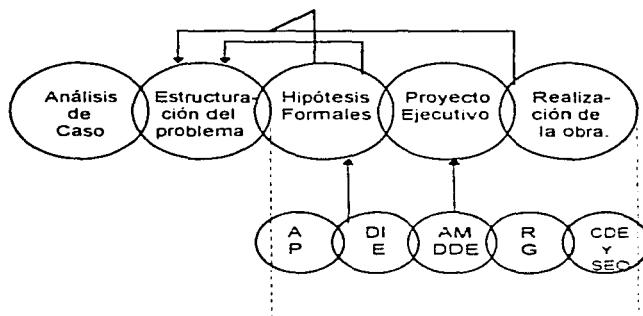 Análisis
de
Caso
Estructura-
ción del
problema
Hipótesis
Formales
Proyecto
Ejecutivo
Realiza-
ción de
la obra.
A
P
DI
E
AM
DDE
R
G
CDE
Y
SEC